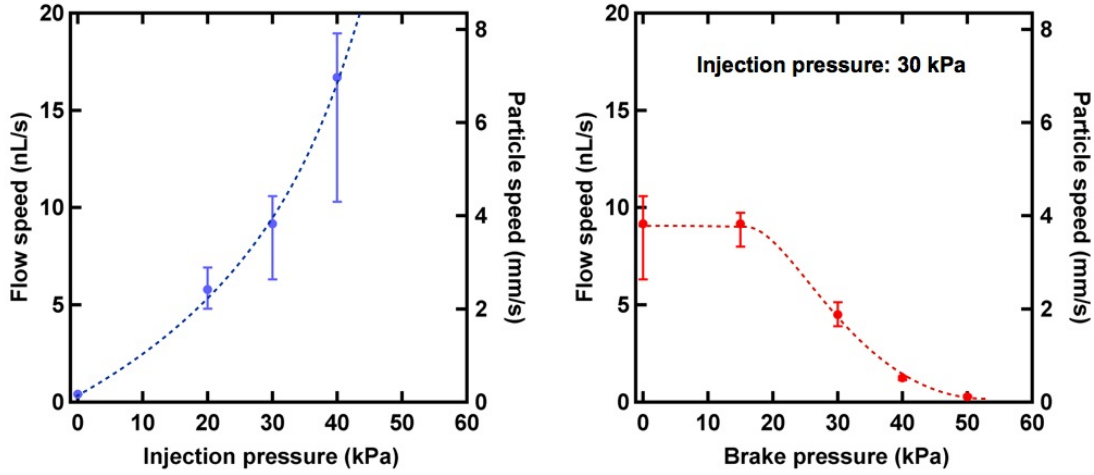 20
15
10
5
0
Flow speed (nL/s)
8
6
4
2
0
Particle speed (mm/s)
0 10 20 30 40 50 60
Injection pressure (kPa)
Injection pressure: 30 kPa
20
15
10
5
0
Flow speed (nL/s)
8
6
4
2
0
Particle speed (mm/s)
0 10 20 30 40 50 60
Brake pressure (kPa)